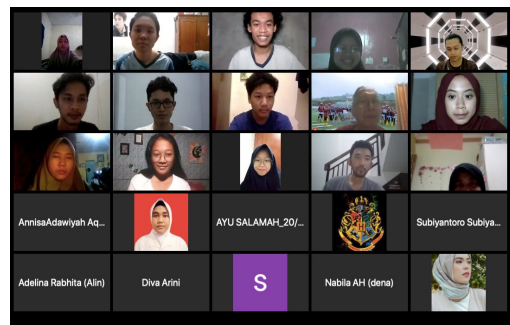 AnnisaAdawiyah Aq...
AYU SALAMAH_20/...
Subiyantoro Subiya...
Adelina Rabhita (Alin)
Diva Arini
S
Nabila AH (dena)